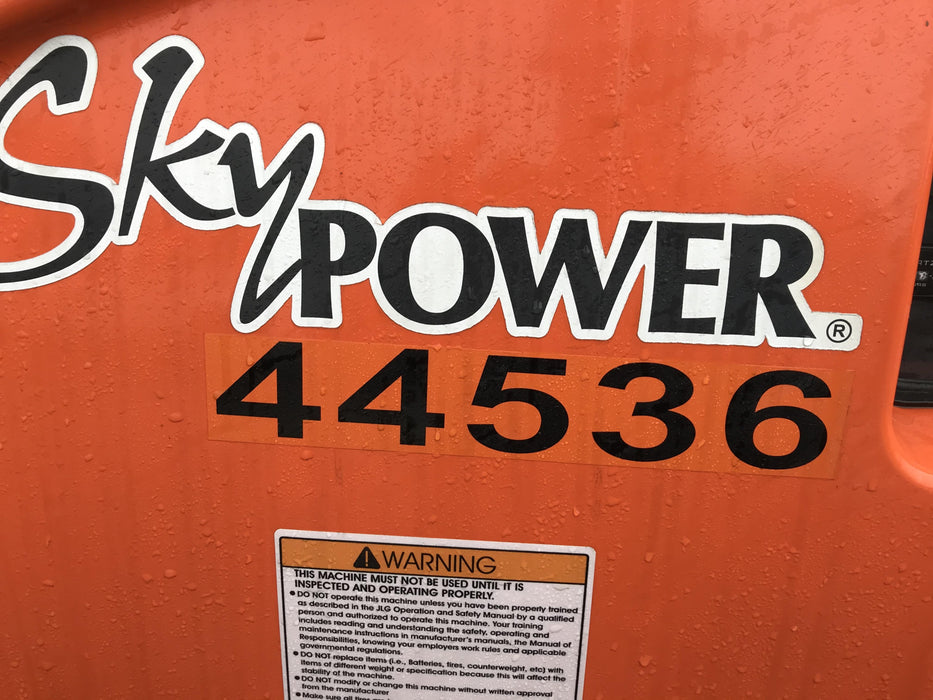 SkyPOWER®
44536
WARNING
THIS MACHINE MUST NOT BE USED UNTIL IT IS
INSPECTED AND OPERATING PROPERLY.
• DO NOT operate this machine unless you have been properly trained
as described in the JLG Operation and Safety Manual by a qualified
person and authorized to operate this machine. Your training
includes reading and understanding the safety, operating and
maintenance instructions in manufacturer's manuals, the Manual of
Responsibilities, knowing your employers work rules and applicable
governmental regulations.
• DO NOT replace items (i.e., Batteries, tires, counterweight, etc) with
items of different weight or specification because this will affect the
stability of the machine.
• DO NOT modify or change this machine without written approval
from the manufacturer
• Make sure all tires